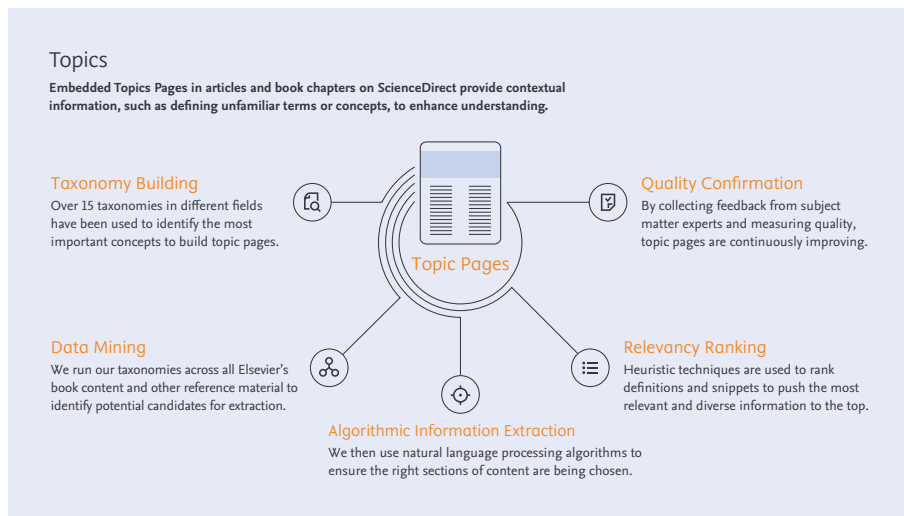 Topics
Embedded Topics Pages in articles and book chapters on ScienceDirect provide contextual
information, such as defining unfamiliar terms or concepts, to enhance understanding.
Taxonomy Building
Over 15 taxonomies in different fields
have been used to identify the most
important concepts to build topic pages.
Data Mining
We run our taxonomies across all Elsevier’s
book content and other reference material to
identify potential candidates for extraction.
Topic Pages
Algorithmic Information Extraction
We then use natural language processing algorithms to
ensure the right sections of content are being chosen.
Relevancy Ranking
Heuristic techniques are used to rank
definitions and snippets to push the most
relevant and diverse information to the top.
Quality Confirmation
By collecting feedback from subject
matter experts and measuring quality,
topic pages are continuously improving.